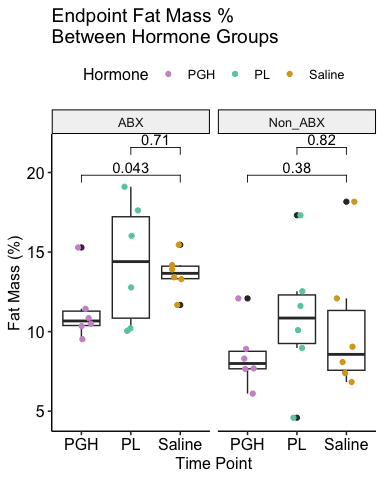 Endpoint Fat Mass %
Between Hormone Groups
Hormone PGH PL Saline
ABX Non_ABX
0.71 0.82
0.043 0.38
20
15
10
5
Fat Mass (%)
PGH PL Saline PGH PL Saline
Time Point